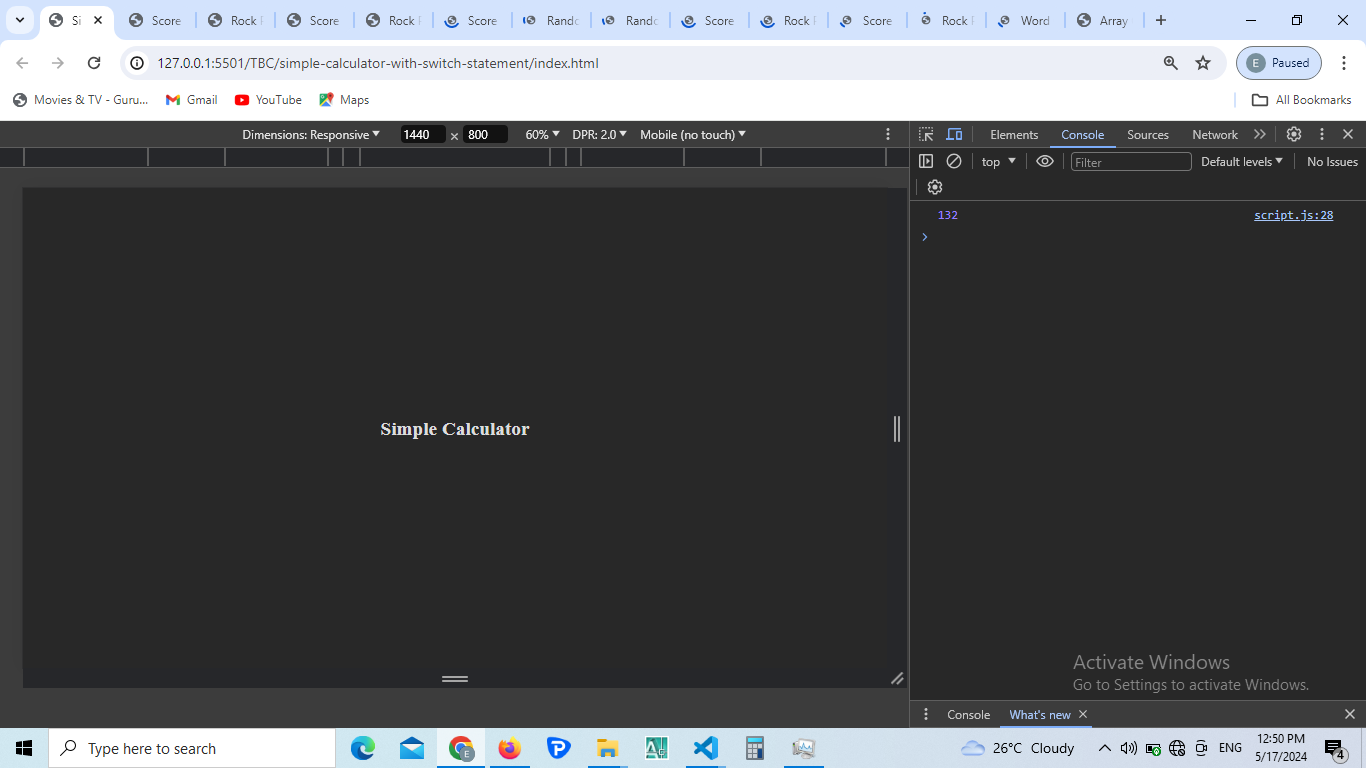 Si
Score
Rock
Score
Rock
Score
Rando
Rando
Score
Rock
Score
Rock
Word
Array
127.0.0.1:5501/TBC/simple-calculator-with-switch-statement/index.html
E Paused
Movies & TV - Guru... Gmail YouTube Maps All Bookmarks
Dimensions: Responsive 1440 × 800 60% DPR: 2.0 Mobile (no touch)
Elements Console Sources Network
top Filter Default levels No Issues
132 script.js:28
Simple Calculator
Activate Windows
Go to Settings to activate Windows.
Console What's new
Type here to search
26°C Cloudy
ENG
12:50 PM
5/17/2024
4